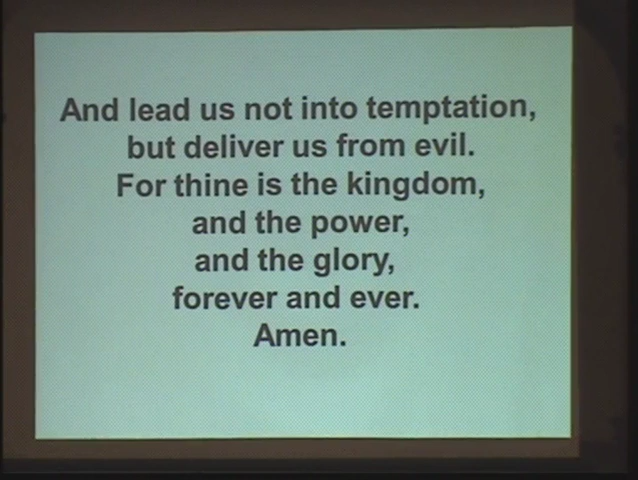 And lead us not into temptation,
but deliver us from evil.
For thine is the kingdom,
and the power,
and the glory,
forever and ever.
Amen.